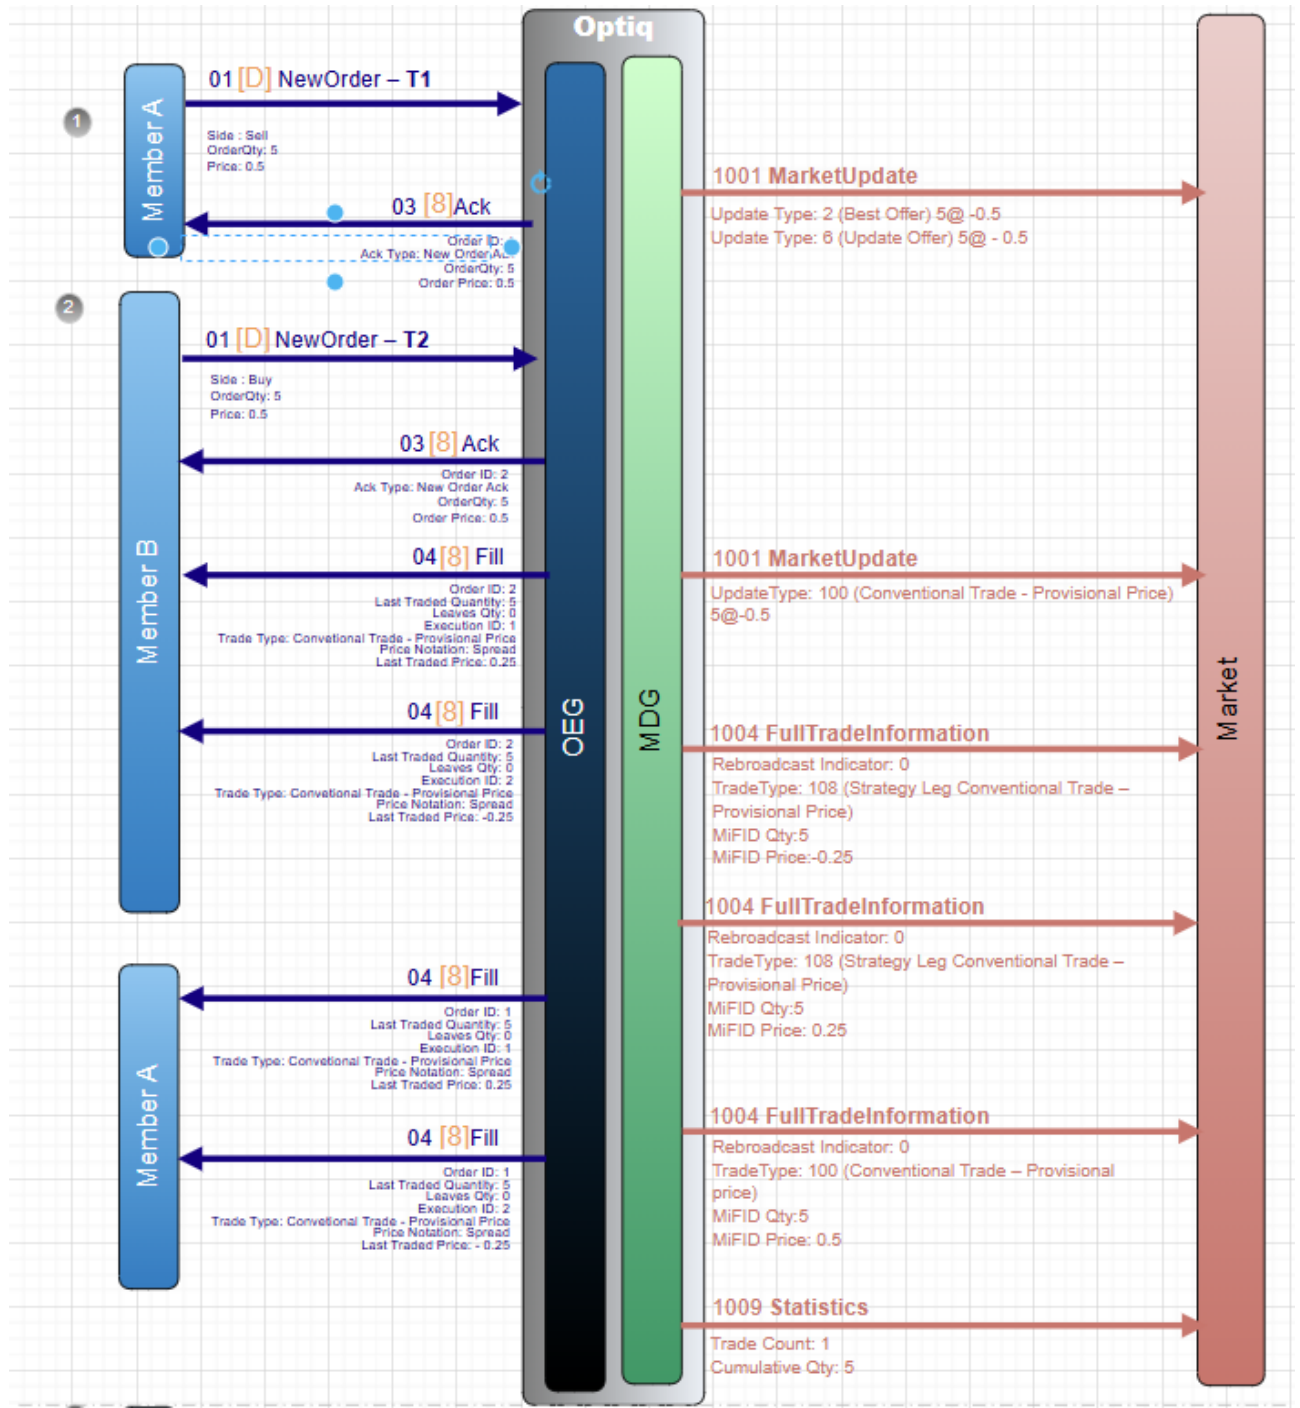 Optiq
01 [D] NewOrder – T1
1
Member A
Side : Sell
OrderQty: 5
Price: 0.5
03 [8]Ack
Order ID:
Ack Type: New Order
OrderQty: 5
Order Price: 0.5
1001 MarketUpdate
Update Type: 2 (Best Offer) 5@ -0.5
Update Type: 6 (Update Offer) 5@ - 0.5
2
Member B
01 [D] NewOrder – T2
Side : Buy
OrderQty: 5
Price: 0.5
03 [8] Ack
Order ID: 2
Ack Type: New Order Ack
OrderQty: 5
Order Price: 0.5
04 [8] Fill
Order ID: 2
Last Traded Quantity: 5
Leaves Qty: 0
Execution ID: 1
Trade Type: Convetional Trade - Provisional Price
Price Notation: Spread
Last Traded Price: 0.25
1001 MarketUpdate
UpdateType: 100 (Conventional Trade - Provisional Price)
5@-0.5
OEG
MDG
Market
04 [8] Fill
Order ID: 2
Last Traded Quantity: 5
Leaves Qty: 0
Execution ID: 2
Trade Type: Convetional Trade - Provisional Price
Price Notation: Spread
Last Traded Price: -0.25
1004 FullTradeInformation
Rebroadcast Indicator: 0
TradeType: 108 (Strategy Leg Conventional Trade –
Provisional Price)
MiFID Qty:5
MiFID Price:-0.25
1004 FullTradeInformation
Rebroadcast Indicator: 0
TradeType: 108 (Strategy Leg Conventional Trade –
Provisional Price)
MiFID Qty:5
MiFID Price: 0.25
Member A
04 [8]Fill
Order ID: 1
Last Traded Quantity: 5
Leaves Qty: 0
Execution ID: 1
Trade Type: Convetional Trade - Provisional Price
Price Notation: Spread
Last Traded Price: 0.25
04 [8]Fill
Order ID: 1
Last Traded Quantity: 5
Leaves Qty: 0
Execution ID: 2
Trade Type: Convetional Trade - Provisional Price
Price Notation: Spread
Last Traded Price: - 0.25
1004 FullTradeInformation
Rebroadcast Indicator: 0
TradeType: 100 (Conventional Trade – Provisional
price)
MiFID Qty:5
MiFID Price: 0.5
1009 Statistics
Trade Count: 1
Cumulative Qty: 5